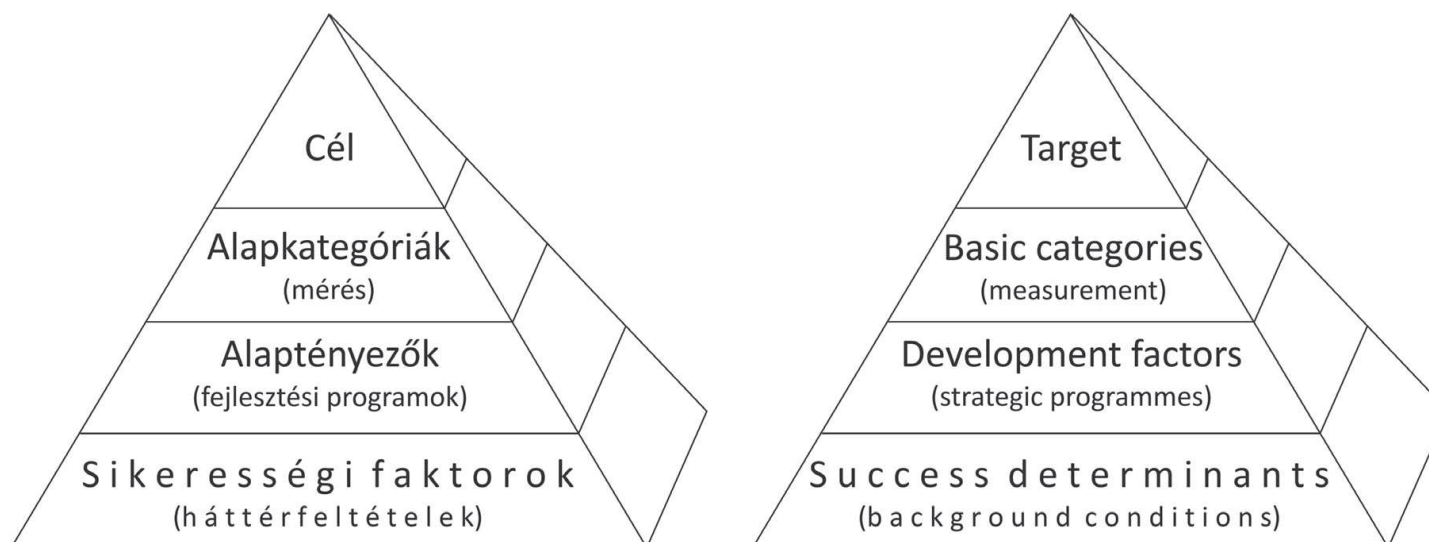 Cél
Alapkategóriák
(mérés)
Alaptényezők
(fejlesztési programok)
Sikerességi faktorok
(háttérfeltételek)
Target
Basic categories
(measurement)
Development factors
(strategic programmes)
Success determinants
(background conditions)